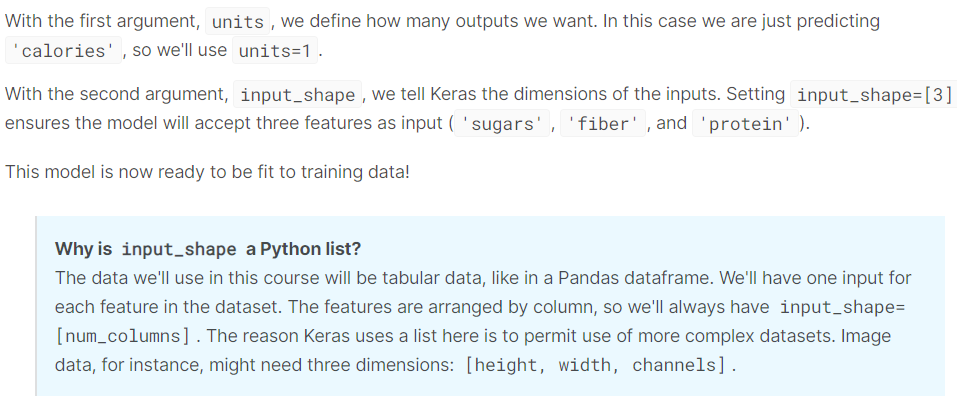 With the first argument, units , we define how many outputs we want. In this case we are just predicting
'calories' , so we'll use units=1 .
With the second argument, input_shape , we tell Keras the dimensions of the inputs. Setting input_shape=[3]
ensures the model will accept three features as input ( 'sugars' , 'fiber' , and 'protein' ).
This model is now ready to be fit to training data!
Why is input_shape a Python list?
The data we'll use in this course will be tabular data, like in a Pandas dataframe. We'll have one input for
each feature in the dataset. The features are arranged by column, so we'll always have input_shape=
[num_columns] . The reason Keras uses a list here is to permit use of more complex datasets. Image
data, for instance, might need three dimensions: [height, width, channels] .